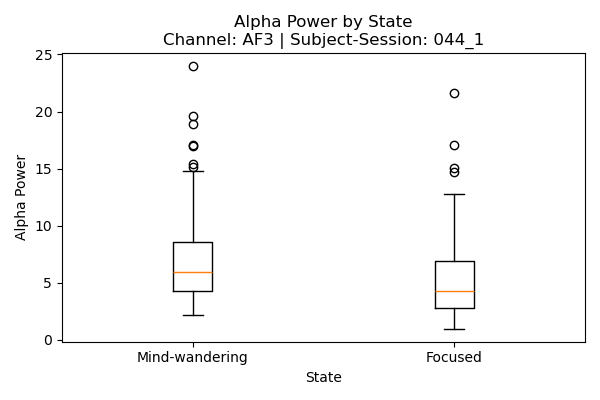 Alpha Power by State
Channel: AF3 | Subject-Session: 044_1
25
20
15
10
5
0
Alpha Power
Mind-wandering
Focused
State